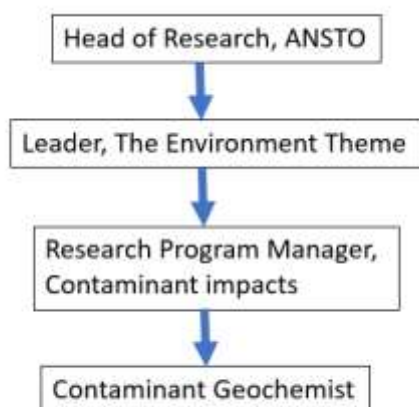 Head of Research, ANSTO
Leader, The Environment Theme
Research Program Manager,
Contaminant impacts
Contaminant Geochemist